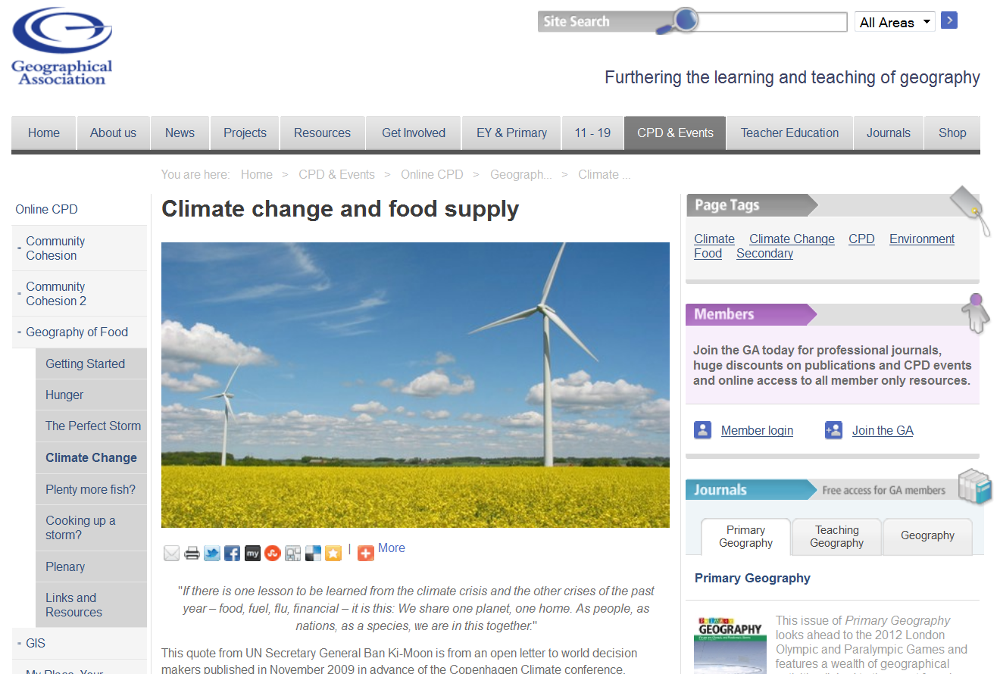 Geographical
Association
Site Search
All Areas
Furthering the learning and teaching of geography
Home
About us
News
Projects
Resources
Get Involved
EY & Primary
11 - 19
CPD & Events
Teacher Education
Journals
Shop
You are here: Home > CPD & Events > Online CPD > Geograph... > Climate ...
Online CPD
Community
Cohesion
Community
Cohesion 2
Geography of Food
Getting Started
Hunger
The Perfect Storm
Climate Change
Plenty more fish?
Cooking up a
storm?
Plenary
Links and
Resources
GIS
My Place, Your
Climate change and food supply
my
| More
"If there is one lesson to be learned from the climate crisis and the other crises of the past
year – food, fuel, flu, financial – it is this: We share one planet, one home. As people, as
nations, as a species, we are in this together."
This quote from UN Secretary General Ban Ki-Moon is from an open letter to world decision
makers published in November 2009 in advance of the Copenhagen Climate conference.
Page Tags
Climate Climate Change CPD Environment
Food Secondary
Members
Join the GA today for professional journals,
huge discounts on publications and CPD events
and online access to all member only resources.
Member login
Join the GA
Journals
Free access for GA members
Primary
Geography
Teaching
Geography
Geography
Primary Geography
GEOGRAPHY
This issue of Primary Geography
looks ahead to the 2012 London
Olympic and Paralympic Games and
features a wealth of geographical